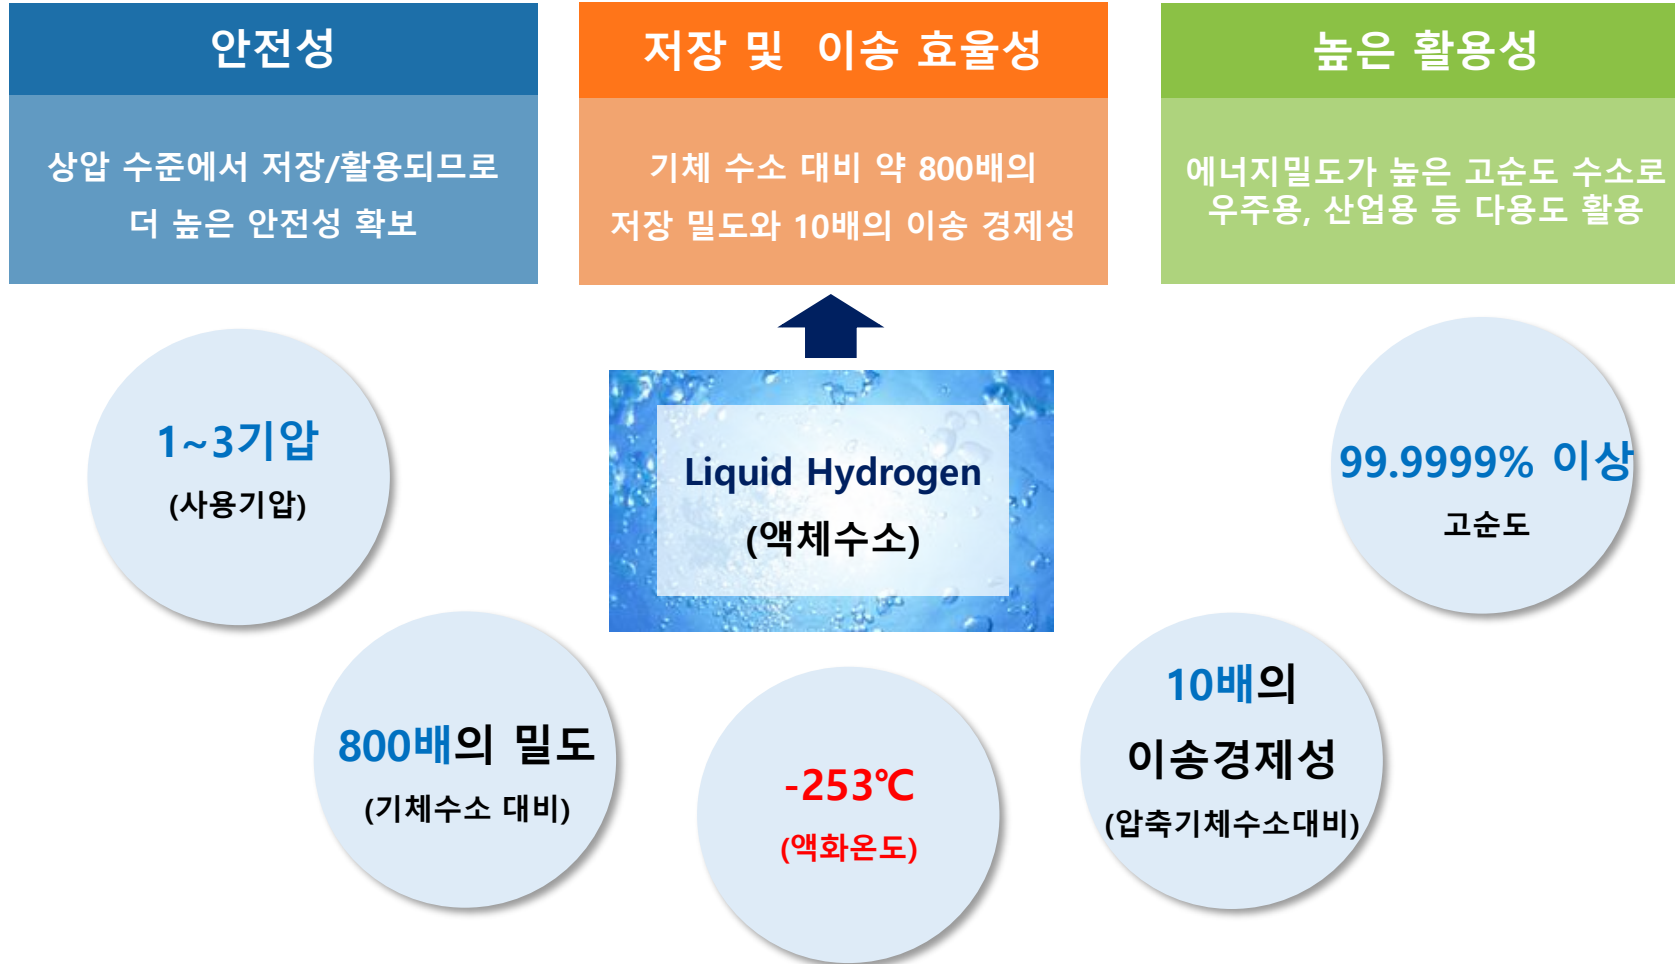 안전성
상압 수준에서 저장/활용되므로
더 높은 안전성 확보
저장 및 이송 효율성
기체 수소 대비 약 800배의
저장 밀도와 10배의 이송 경제성
높은 활용성
에너지밀도가 높은 고순도 수소로
우주용, 산업용 등 다용도 활용
1~3기압
(사용기압)
Liquid Hydrogen
(액체수소)
99.9999% 이상
고순도
800배의 밀도
(기체수소 대비)
-253℃
(액화온도)
10배의
이송경제성
(압축기체수소대비)